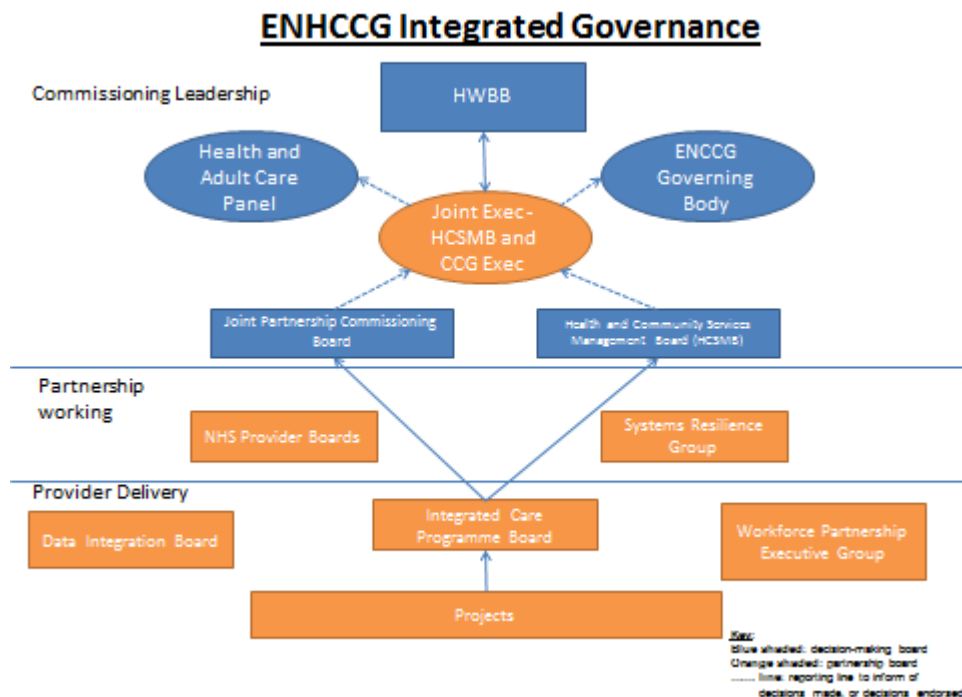 ENHCCG Integrated Governance
Commissioning Leadership
HWBB
Health and
Adult Care
Panel
ENCCG
Governing
Body
Joint Exec -
HCSMB and
CCG Exec
Joint Partnership Commissioning
Board
Health and Community Services
Management Board (HCSMB)
Partnership
working
NHS Provider Boards
Systems Resilience
Group
Provider Delivery
Data Integration Board
Integrated Care
Programme Board
Workforce Partnership
Executive Group
Projects
Key:
Blue shaded: decision-making board
Orange shaded: partnership board
....... line: reporting line to inform of
decisions made, or decisions endorsed